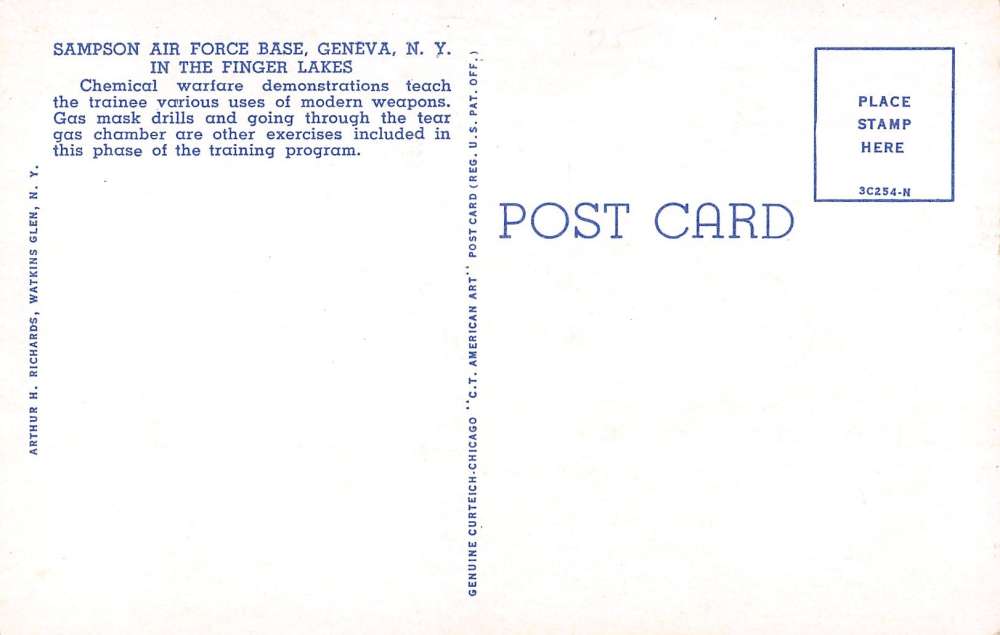 SAMPSON AIR FORCE BASE, GENEVA, N. Y.
IN THE FINGER LAKES
Chemical warfare demonstrations teach
the trainee various uses of modern weapons.
Gas mask drills and going through the tear
gas chamber are other exercises included in
this phase of the training program.
ARTHUR H. RICHARDS, WATKINS GLEN, N. Y.
GENUINE CURTEICH-CHICAGO "C.T. AMERICAN ART" POST CARD (REG. U.S. PAT. OFF.)
POST CARD
PLACE
STAMP
HERE
3C254-N